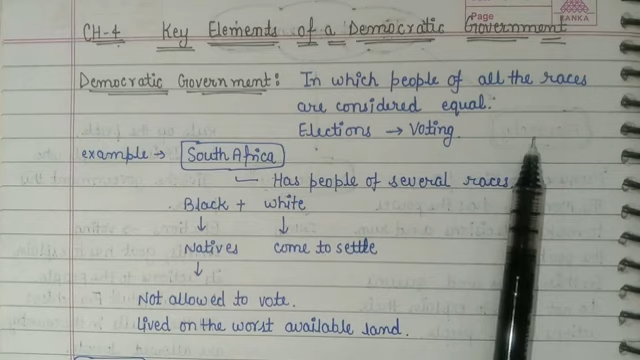 Page
RANKA
CH-4 Key Elements of a Democratic Government
Democratic Government: In which people of all the races
are considered equal.
Elections → Voting
example → South Africa
Has people of several races
Black + white
↓ ↓
Natives come to settle
↓
Not allowed to vote.
lived on the worst available land.